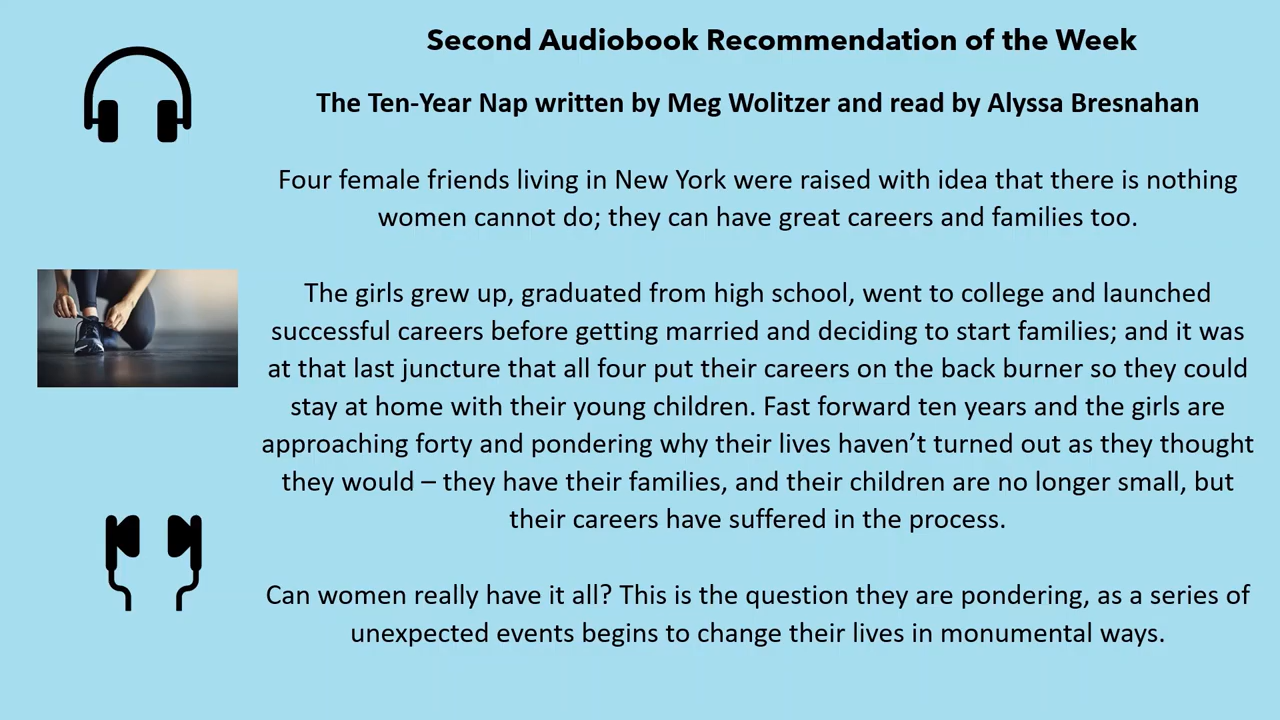 Second Audiobook Recommendation of the Week
The Ten-Year Nap written by Meg Wolitzer and read by Alyssa Bresnahan
Four female friends living in New York were raised with idea that there is nothing
women cannot do; they can have great careers and families too.
The girls grew up, graduated from high school, went to college and launched
successful careers before getting married and deciding to start families; and it was
at that last juncture that all four put their careers on the back burner so they could
stay at home with their young children. Fast forward ten years and the girls are
approaching forty and pondering why their lives haven’t turned out as they thought
they would – they have their families, and their children are no longer small, but
their careers have suffered in the process.
Can women really have it all? This is the question they are pondering, as a series of
unexpected events begins to change their lives in monumental ways.